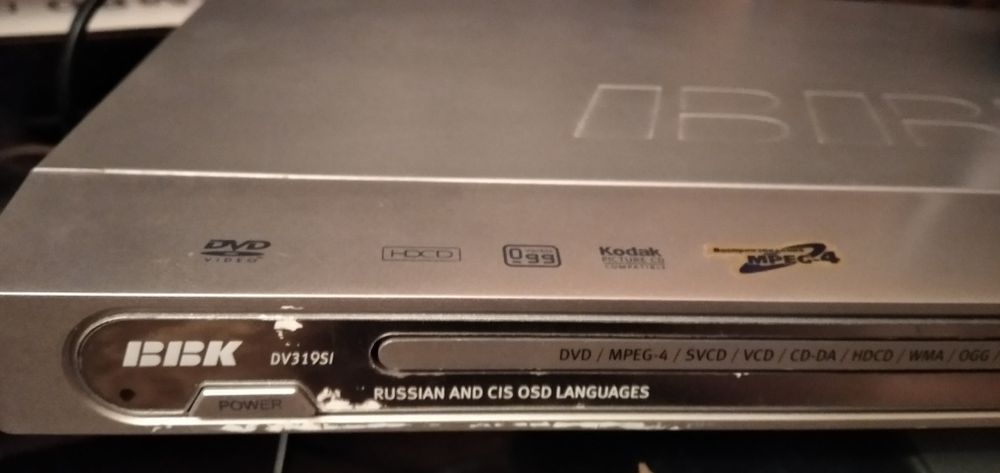 BBK
DVD
VIDEO
HDCD
Ogg
Kodak
PICTURE CD
COMPATIBLE
MPEG-4
BBK
DV319SI
DVD / MPEG-4 / SVCD / VCD / CD-DA / HDCD / WMA / OGG /
RUSSIAN AND CIS OSD LANGUAGES
POWER